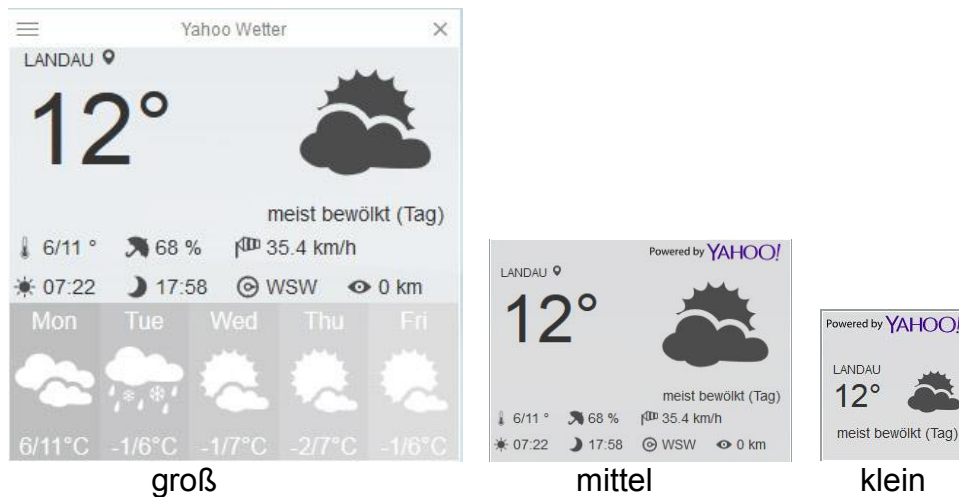 Yahoo Wetter
LANDAU
12°
meist bewölkt (Tag)
6/11 ° 68 % 35.4 km/h
07:22 17:58 WSW 0 km
Mon Tue Wed Thu Fri
6/11°C -1/6°C -1/7°C -2/7°C -1/6°C
groß
Powered by YAHOO!
LANDAU
12°
meist bewölkt (Tag)
6/11 ° 68 % 35.4 km/h
07:22 17:58 WSW 0 km
mittel
Powered by YAHOO!
LANDAU
12°
meist bewölkt (Tag)
klein